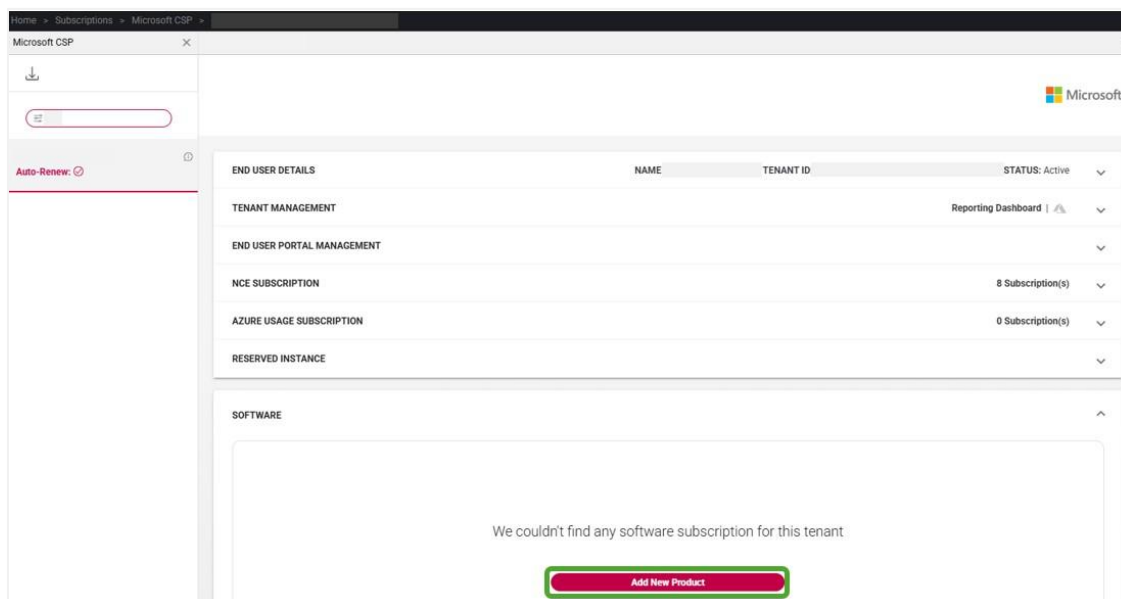 Home > Subscriptions > Microsoft CSP >
Microsoft CSP
Microsoft
Auto-Renew:
END USER DETAILS NAME TENANT ID STATUS: Active
TENANT MANAGEMENT Reporting Dashboard |
END USER PORTAL MANAGEMENT
NCE SUBSCRIPTION 8 Subscription(s)
AZURE USAGE SUBSCRIPTION 0 Subscription(s)
RESERVED INSTANCE
SOFTWARE
We couldn't find any software subscription for this tenant
Add New Product